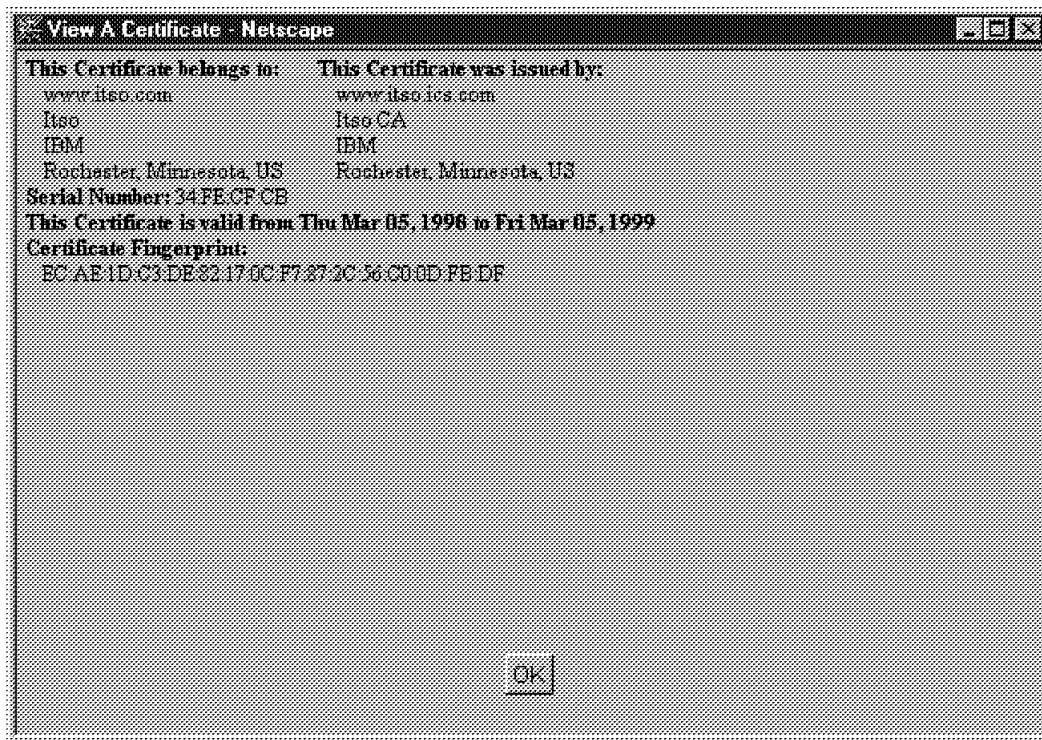 View A Certificate - Netscape
This Certificate belongs to: This Certificate was issued by:
www.itso.com www.itso.ics.com
Itso Itso CA
IBM IBM
Rochester, Minnesota, US Rochester, Minnesota, US
Serial Number: 34:FE:CF:CB
This Certificate is valid from Thu Mar 05, 1998 to Fri Mar 05, 1999
Certificate Fingerprint:
EC:AE:1D:C3:DE:82:17:0C:F7:87:2C:56:C0:0D:FB:DF
OK